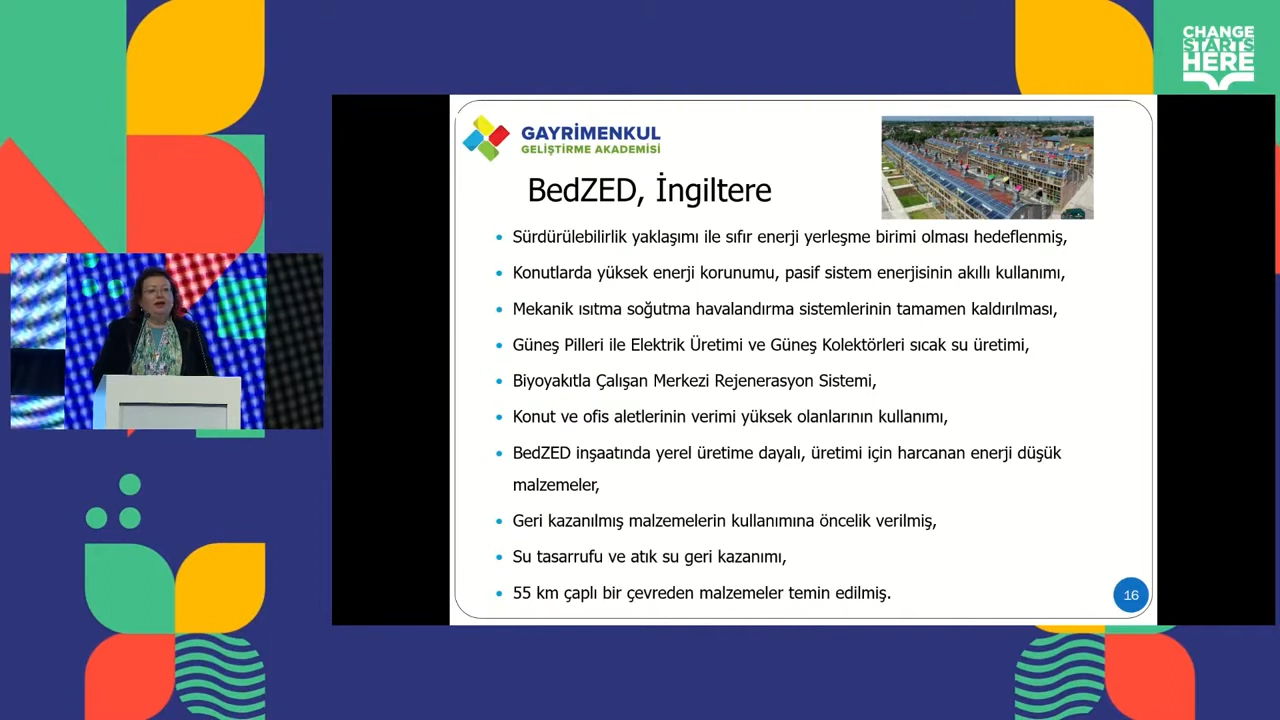 CHANGE
STARTS
HERE
GAYRİMENKUL
GELİŞTİRME AKADEMİSİ
BedZED, İngiltere
• Sürdürülebilirlik yaklaşımı ile sıfır enerji yerleşme birimi olması hedeflenmiş,
• Konutlarda yüksek enerji korunumu, pasif sistem enerjisinin akıllı kullanımı,
• Mekanik ısıtma soğutma havalandırma sistemlerinin tamamen kaldırılması,
• Güneş Pilleri ile Elektrik Üretimi ve Güneş Kolektörleri sıcak su üretimi,
• Biyoyakıtla Çalışan Merkezi Rejenerasyon Sistemi,
• Konut ve ofis aletlerinin verimi yüksek olanlarının kullanımı,
• BedZED inşaatında yerel üretime dayalı, üretimi için harcanan enerji düşük
malzemeler,
• Geri kazanılmış malzemelerin kullanımına öncelik verilmiş,
• Su tasarrufu ve atık su geri kazanımı,
• 55 km çaplı bir çevreden malzemeler temin edilmiş.
16